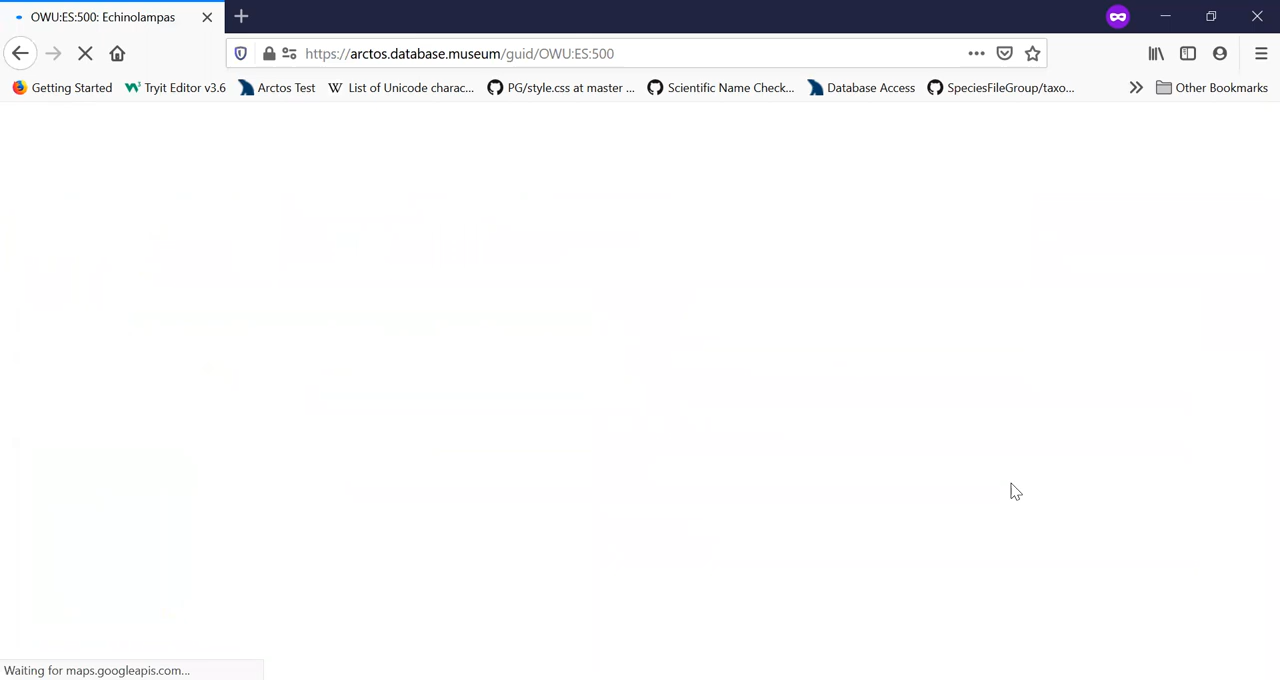 OWU:ES:500: Echinolampas
https://arctos.database.museum/guid/OWU:ES:500
Getting Started Tryit Editor v3.6 Arctos Test List of Unicode charac... PG/style.css at master ... Scientific Name Check... Database Access SpeciesFileGroup/taxo... Other Bookmarks
Waiting for maps.googleapis.com...